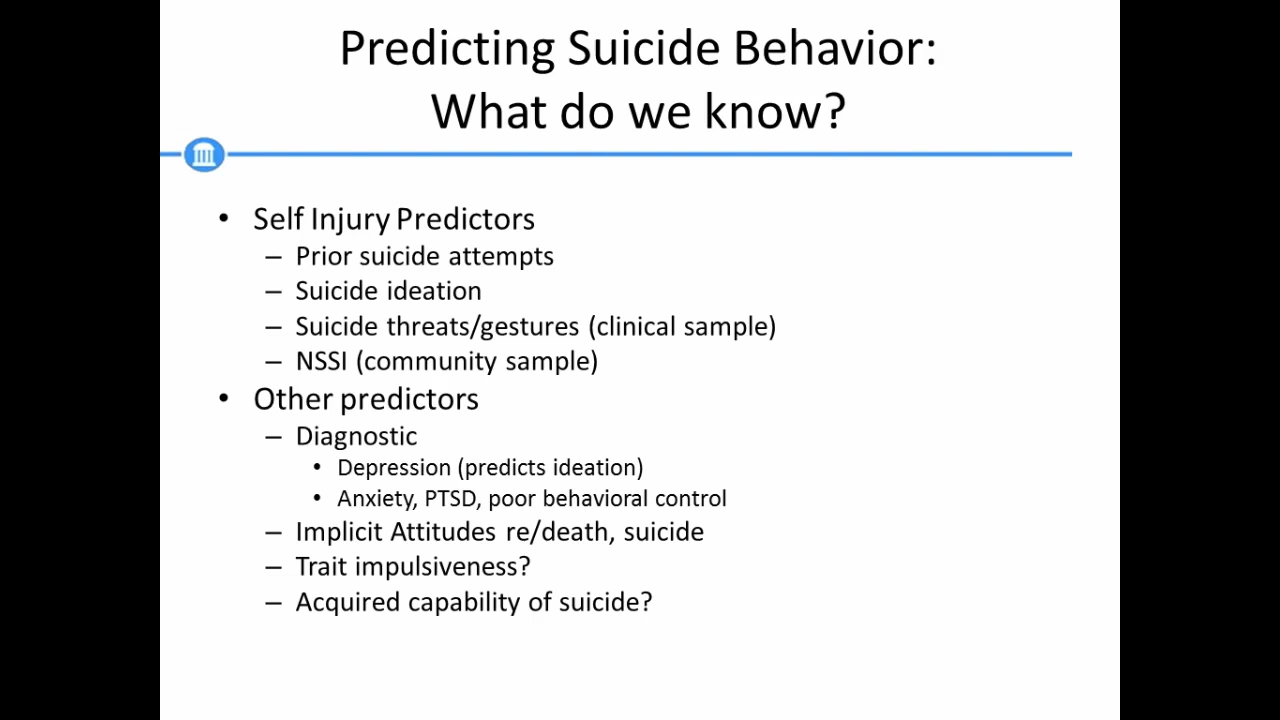 Predicting Suicide Behavior:
What do we know?
• Self Injury Predictors
– Prior suicide attempts
– Suicide ideation
– Suicide threats/gestures (clinical sample)
– NSSI (community sample)
• Other predictors
– Diagnostic
• Depression (predicts ideation)
• Anxiety, PTSD, poor behavioral control
– Implicit Attitudes re/death, suicide
– Trait impulsiveness?
– Acquired capability of suicide?